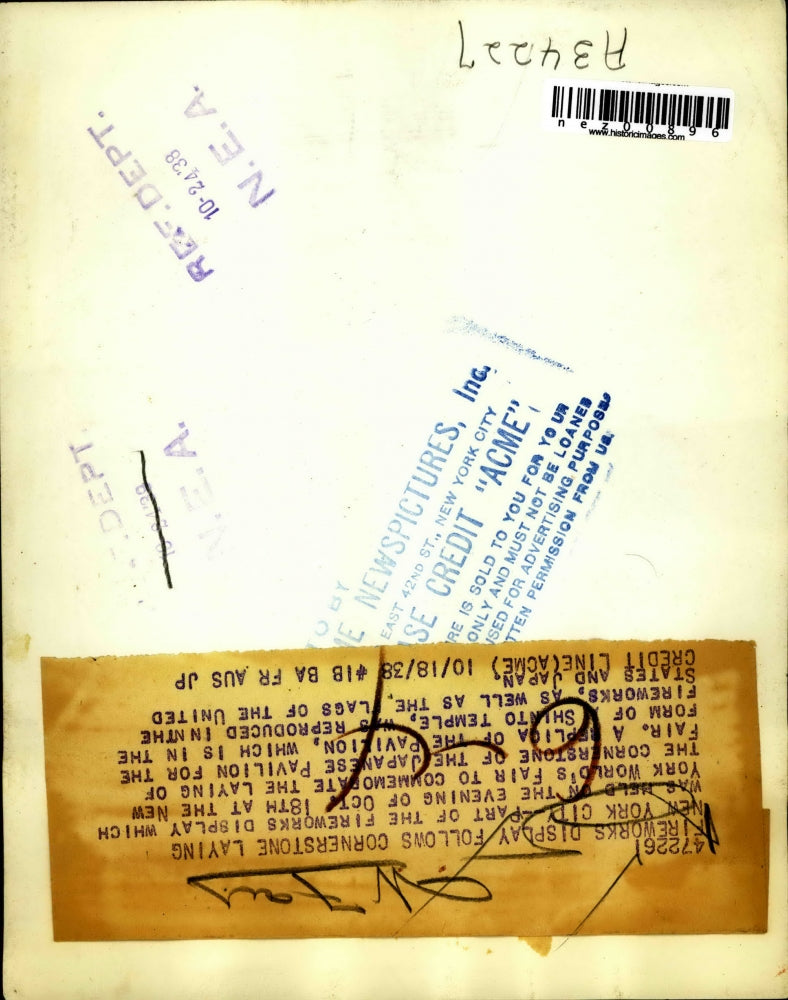 A34227
nez00896
www.historicimages.com
REF. DEPT.
10-24'38
N.E.A.
DEPT.
N.E.A.
TO BY
ME NEWSPICTURES, Inc.
EAST 42ND ST., NEW YORK CITY
SE CREDIT "ACME"
RE IS SOLD TO YOU FOR YOUR
ONLY AND MUST NOT BE LOANED
USED FOR ADVERTISING PURPOSES
TTEN PERMISSION FROM US.
472261
FIREWORKS DISPLAY FOLLOWS CORNERSTONE LAYING
NEW YORK CITY--PART OF THE FIREWORKS DISPLAY WHICH
WAS HELD ON THE EVENING OF OCT 18TH AT THE NEW
YORK WORLD'S FAIR TO COMMEMORATE THE LAYING OF
THE CORNERSTONE OF THE JAPANESE PAVILION FOR THE
FAIR. A REPLICA OF THE PAVILION, WHICH IS IN THE
FORM OF A SHINTO TEMPLE, WAS REPRODUCED IN THE
FIREWORKS, AS WELL AS THE FLAGS OF THE UNITED
STATES AND JAPAN.
CREDIT LINE(ACME) 10/18/38 #IB BA FR AUS JP